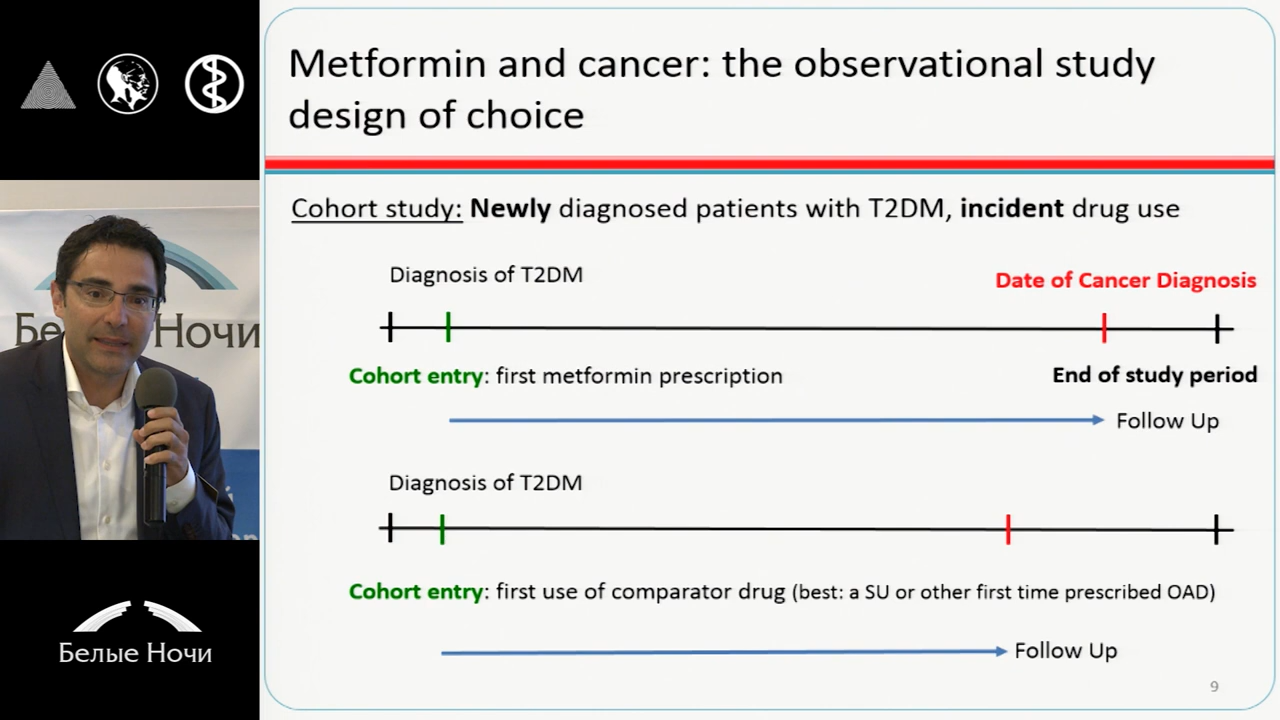 Metformin and cancer: the observational study
design of choice
Cohort study: Newly diagnosed patients with T2DM, incident drug use
Diagnosis of T2DM
Date of Cancer Diagnosis
Cohort entry: first metformin prescription
End of study period
Follow Up
Diagnosis of T2DM
Cohort entry: first use of comparator drug (best: a SU or other first time prescribed OAD)
Follow Up
9
Ночи
Белые Ночи